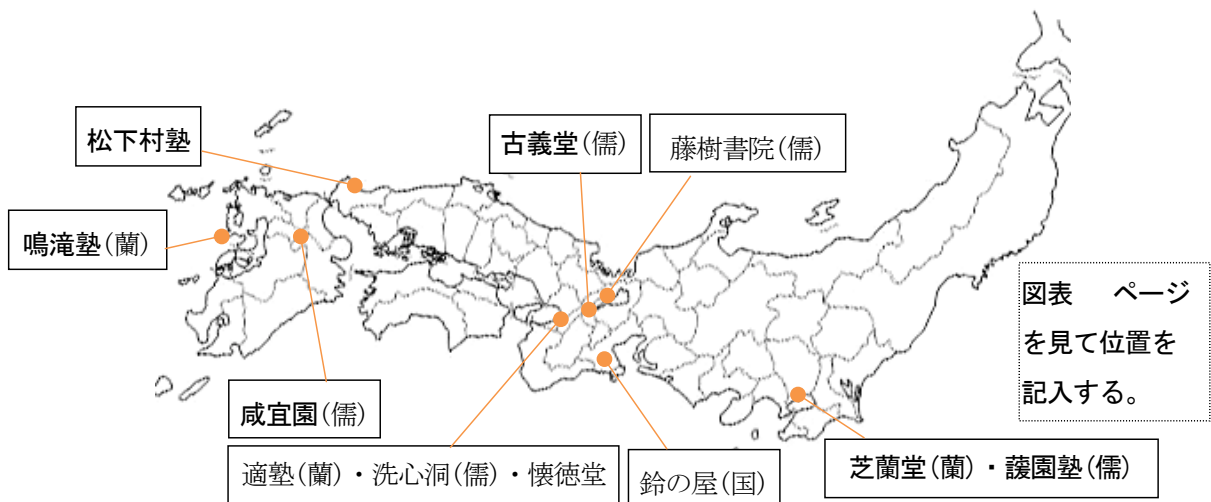 松下村塾
古義堂(儒)
藤樹書院(儒)
鳴滝塾(蘭)
図表　ページ
を見て位置を
記入する。
咸宜園(儒)
適塾(蘭)・洗心洞(儒)・懐徳堂
鈴の屋(国)
芝蘭堂(蘭)・蘐園塾(儒)